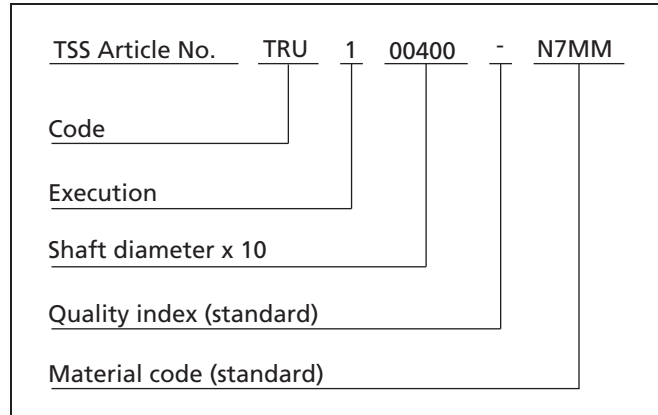 TSS Article No. TRU 1 00400 - N7MM
Code
Execution
Shaft diameter x 10
Quality index (standard)
Material code (standard)